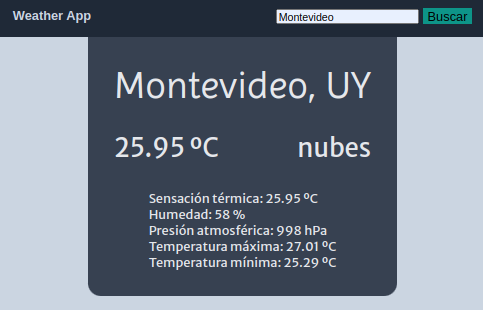 Weather App
Montevideo
Buscar
Montevideo, UY
25.95 ºC
nubes
Sensación térmica: 25.95 ºC
Humedad: 58 %
Presión atmosférica: 998 hPa
Temperatura máxima: 27.01 ºC
Temperatura mínima: 25.29 ºC